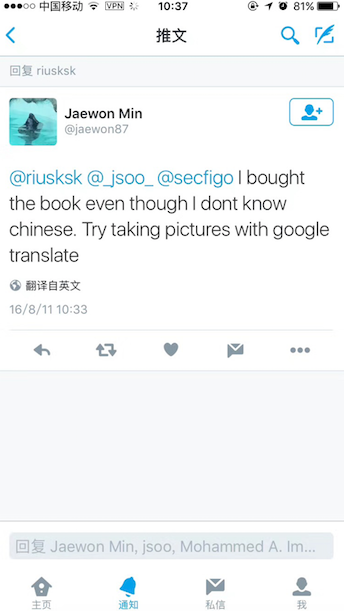 中国移动 VPN 10:37 81%
推文
回复 riusksk
Jaewon Min
@jaewon87
@riusksk @_jsoo_ @secfigo I bought
the book even though I dont know
chinese. Try taking pictures with google
translate
翻译自英文
16/8/11 10:33
回复 Jaewon Min, jsoo, Mohammed A. Im...
主页 通知 私信 我